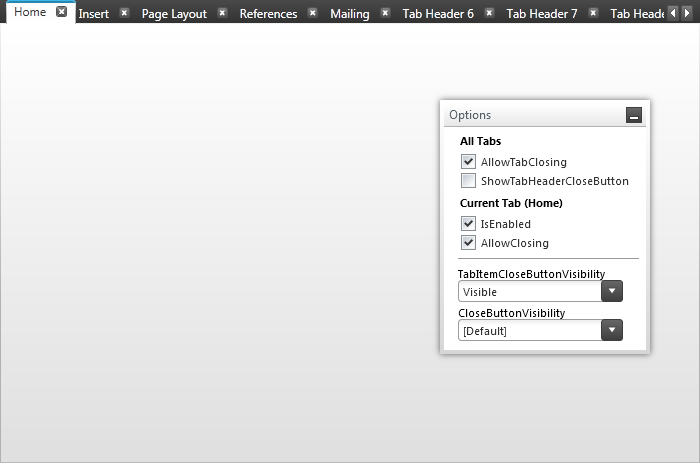 Home Insert Page Layout References Mailing Tab Header 6 Tab Header 7 Tab Heade
Options
All Tabs
AllowTabClosing
ShowTabHeaderCloseButton
Current Tab (Home)
IsEnabled
AllowClosing
TabItemCloseButtonVisibility
Visible
CloseButtonVisibility
[Default]